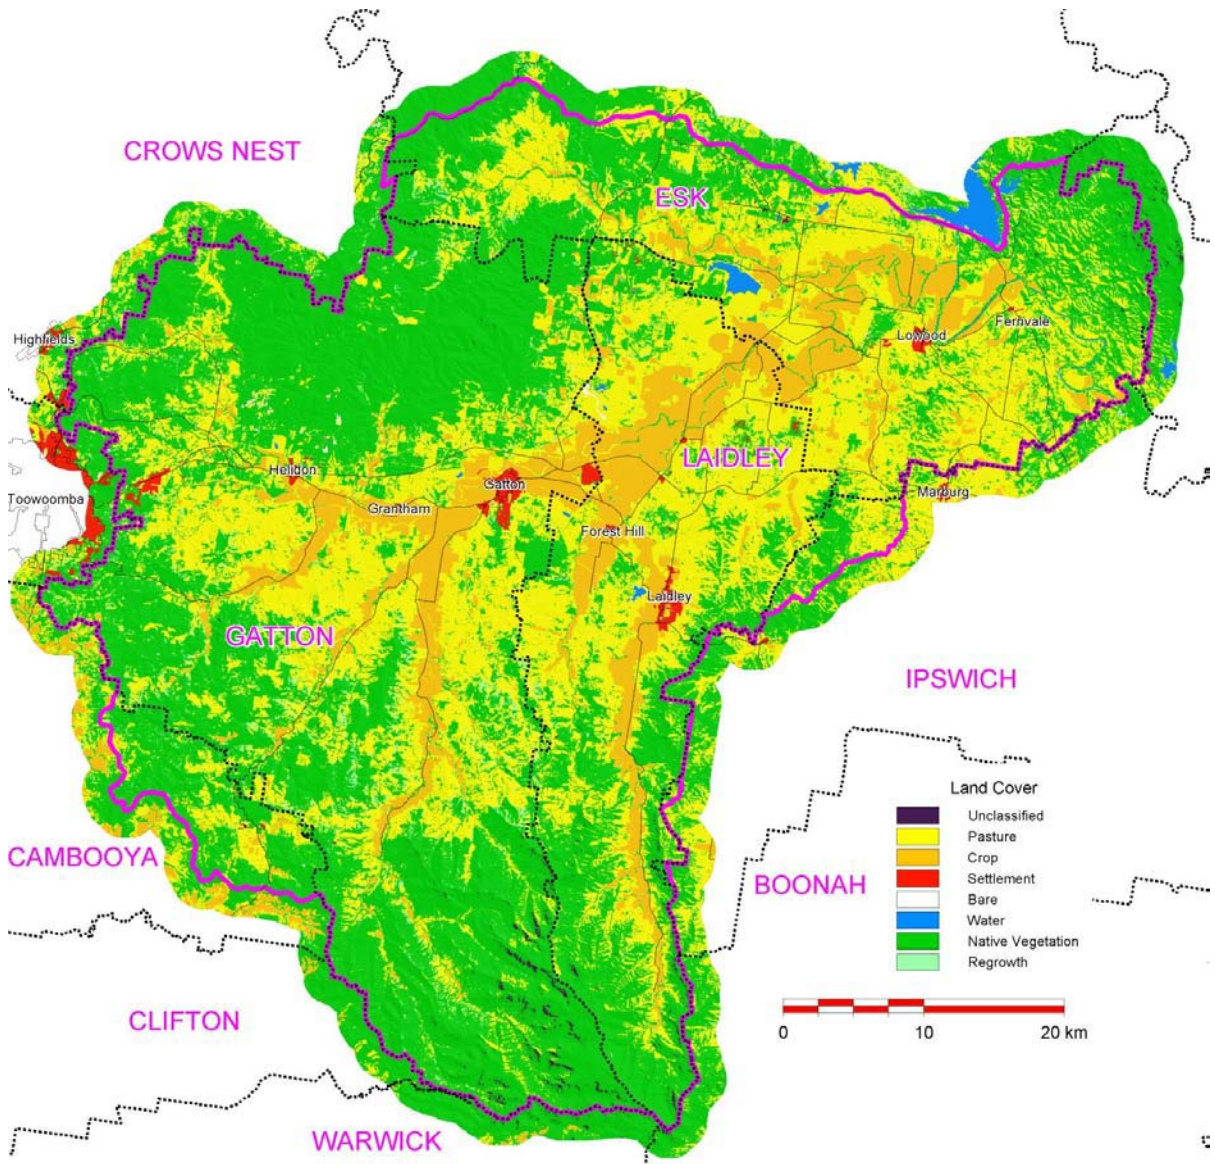 CROWS NEST
ESK
Highfields
Lowood
Fernvale
Helidon
Gatton
LAIDLEY
Toowoomba
Grantham
Marburg
Forest Hill
Laidley
GATTON
IPSWICH
Land Cover
Unclassified
Pasture
Crop
Settlement
Bare
Water
Native Vegetation
Regrowth
CAMBOOYA
BOONAH
CLIFTON
0 10 20 km
WARWICK